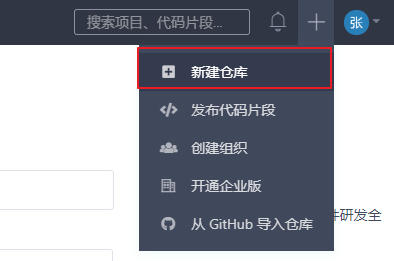 搜索项目、代码片段...
张
新建仓库
发布代码片段
创建组织
开通企业版
件研发全
从 GitHub 导入仓库